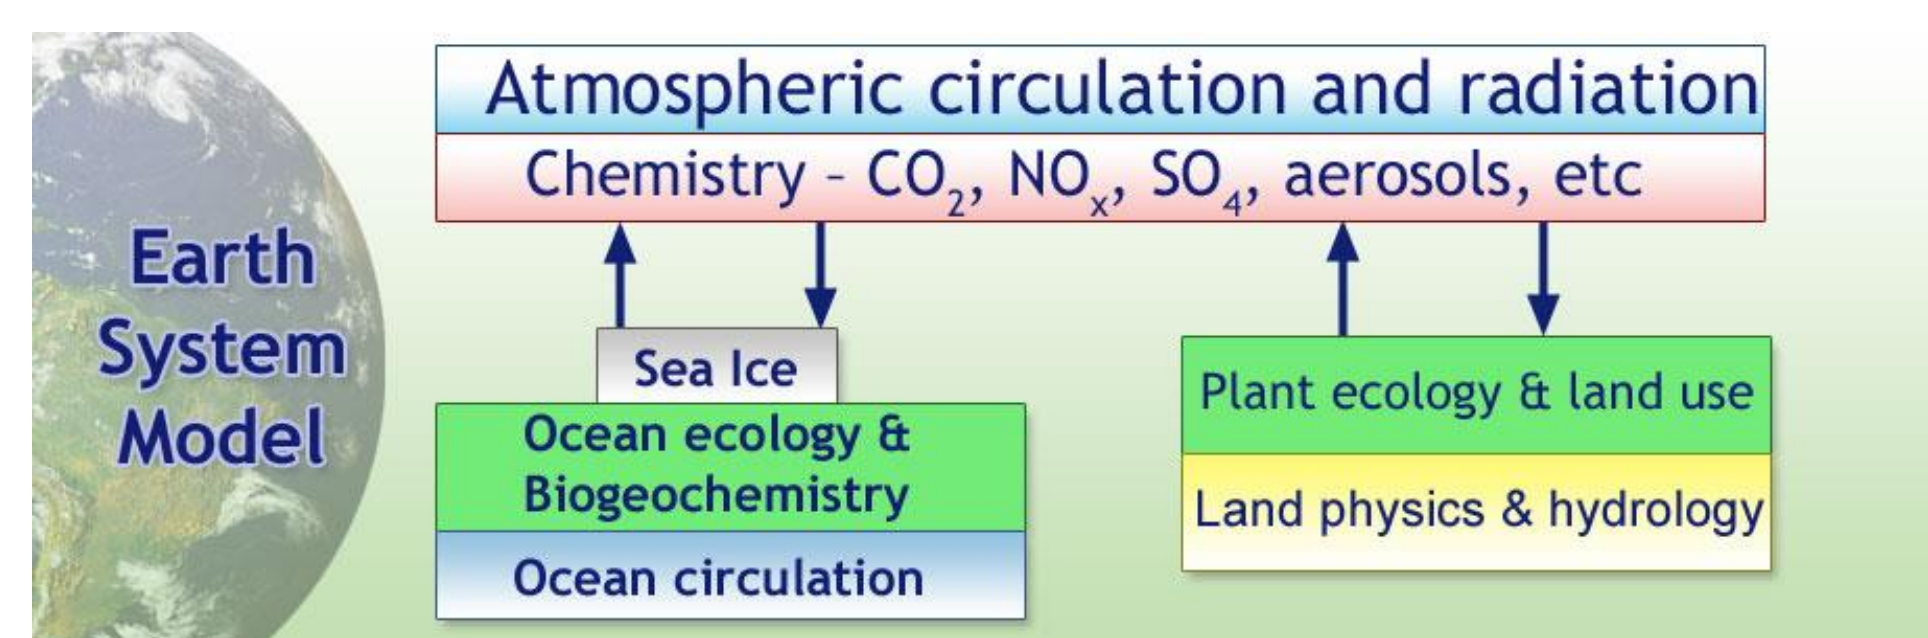 Earth
System
Model
Atmospheric circulation and radiation
Chemistry – CO₂, NOₓ, SO₄, aerosols, etc
Sea Ice
Ocean ecology &
Biogeochemistry
Ocean circulation
Plant ecology & land use
Land physics & hydrology